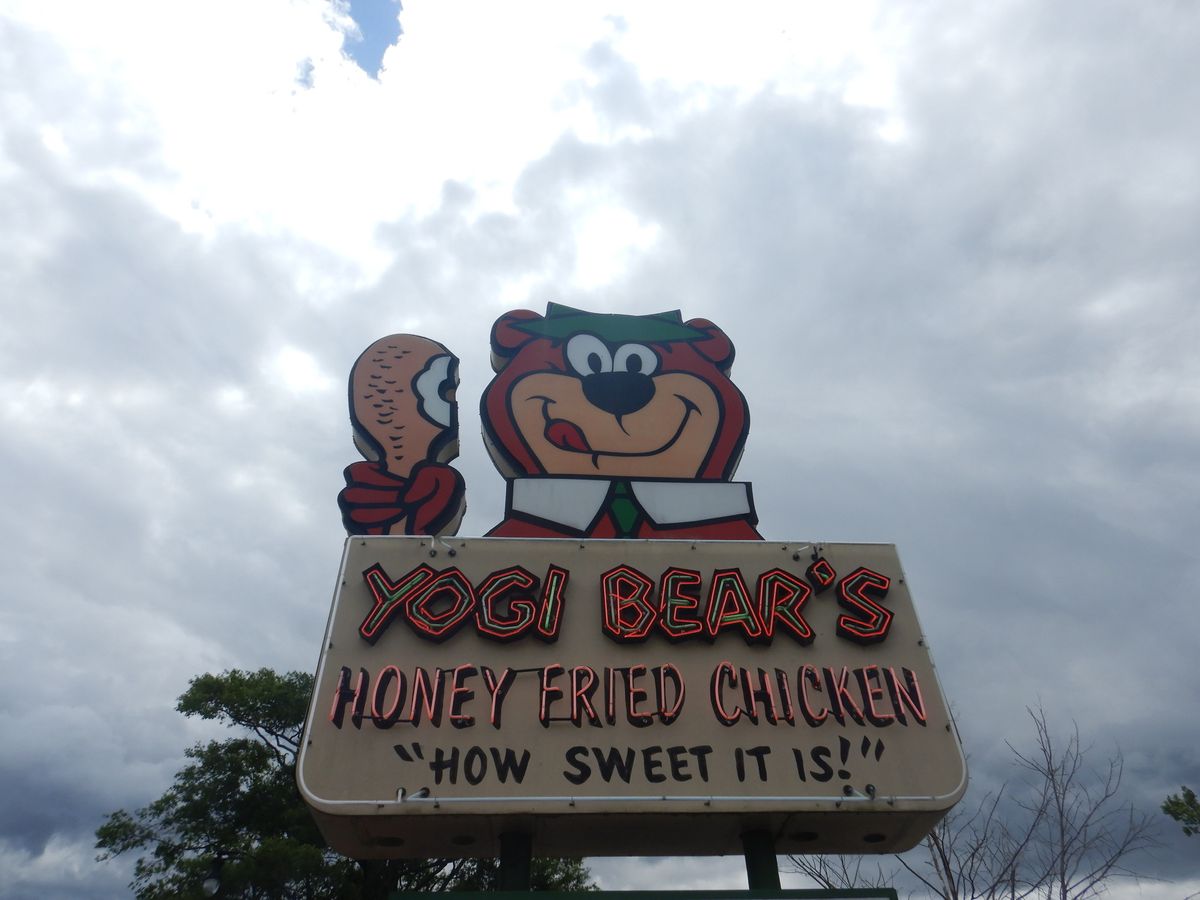 YOGI BEAR'S
HONEY FRIED CHICKEN
"HOW SWEET IT IS!"